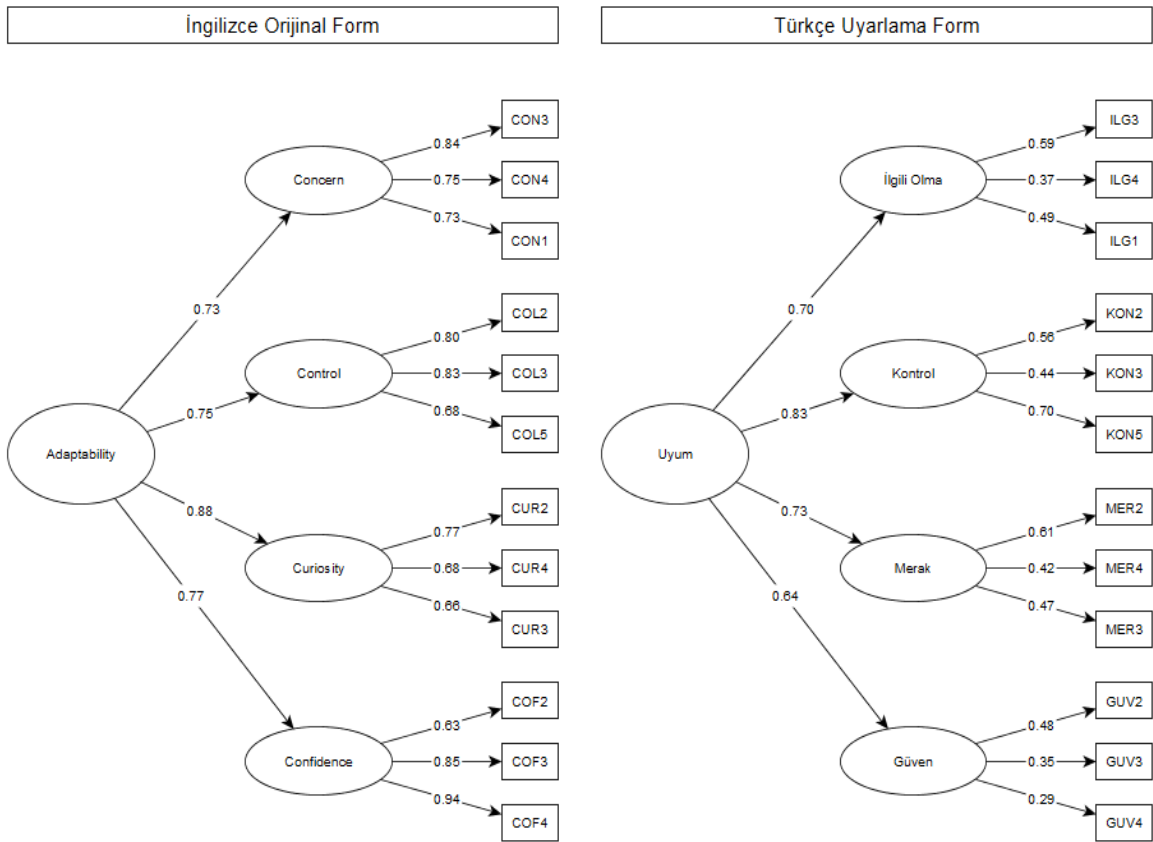 İngilizce Orijinal Form
Adaptability
0.73
0.75
0.88
0.77
Concern
0.84
0.75
0.73
CON3
CON4
CON1
Control
0.80
0.83
0.68
COL2
COL3
COL5
Curiosity
0.77
0.68
0.66
CUR2
CUR4
CUR3
Confidence
0.63
0.85
0.94
COF2
COF3
COF4
Türkçe Uyarlama Form
Uyum
0.70
0.83
0.73
0.64
İlgili Olma
0.59
0.37
0.49
ILG3
ILG4
ILG1
Kontrol
0.56
0.44
0.70
KON2
KON3
KON5
Merak
0.61
0.42
0.47
MER2
MER4
MER3
Güven
0.48
0.35
0.29
GUV2
GUV3
GUV4